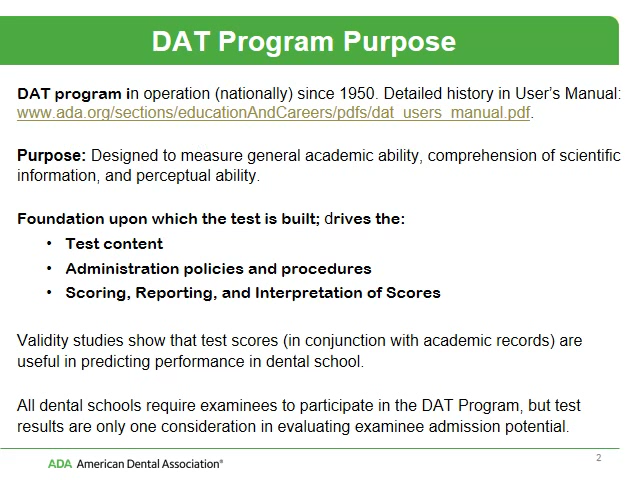 DAT Program Purpose
DAT program in operation (nationally) since 1950. Detailed history in User's Manual:
www.ada.org/sections/educationAndCareers/pdfs/dat_users_manual.pdf.
Purpose: Designed to measure general academic ability, comprehension of scientific
information, and perceptual ability.
Foundation upon which the test is built; drives the:
• Test content
• Administration policies and procedures
• Scoring, Reporting, and Interpretation of Scores
Validity studies show that test scores (in conjunction with academic records) are
useful in predicting performance in dental school.
All dental schools require examinees to participate in the DAT Program, but test
results are only one consideration in evaluating examinee admission potential.
ADA American Dental Association®
2